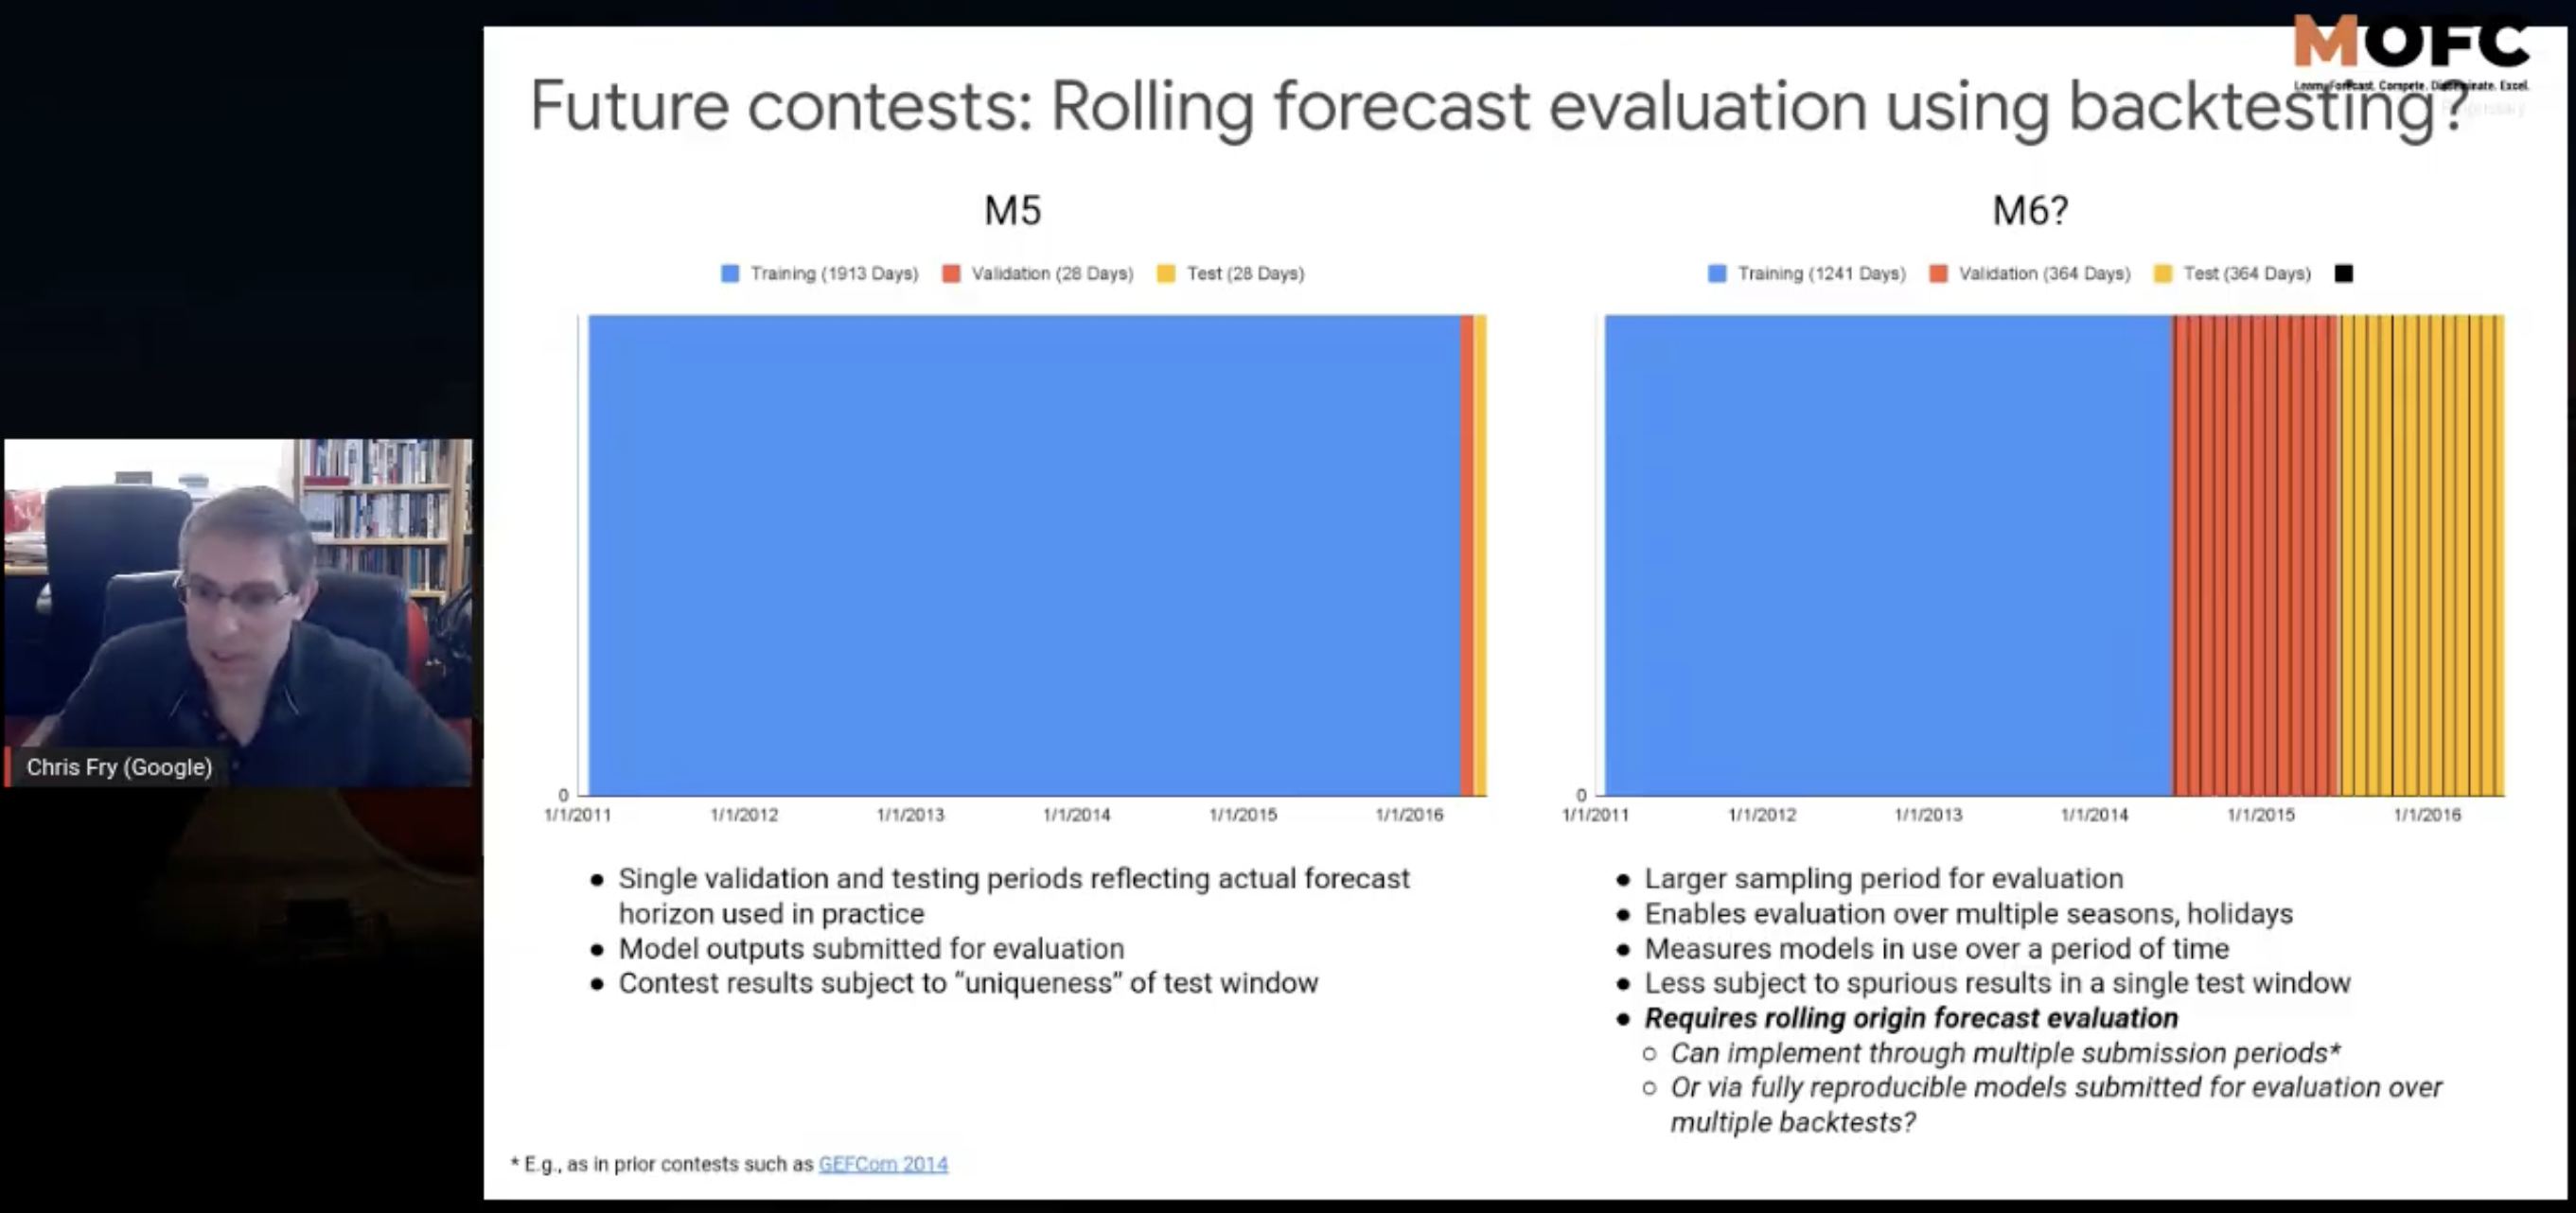 MOFC
Learn. Forecast. Compete. Disseminate. Excel.
Future contests: Rolling forecast evaluation using backtesting?
M5
Training (1913 Days) Validation (28 Days) Test (28 Days)
0
1/1/2011 1/1/2012 1/1/2013 1/1/2014 1/1/2015 1/1/2016
● Single validation and testing periods reflecting actual forecast
horizon used in practice
● Model outputs submitted for evaluation
● Contest results subject to “uniqueness” of test window
M6?
Training (1241 Days) Validation (364 Days) Test (364 Days)
0
1/1/2011 1/1/2012 1/1/2013 1/1/2014 1/1/2015 1/1/2016
● Larger sampling period for evaluation
● Enables evaluation over multiple seasons, holidays
● Measures models in use over a period of time
● Less subject to spurious results in a single test window
● Requires rolling origin forecast evaluation
○ Can implement through multiple submission periods*
○ Or via fully reproducible models submitted for evaluation over
multiple backtests?
* E.g., as in prior contests such as GEFCom 2014
Chris Fry (Google)